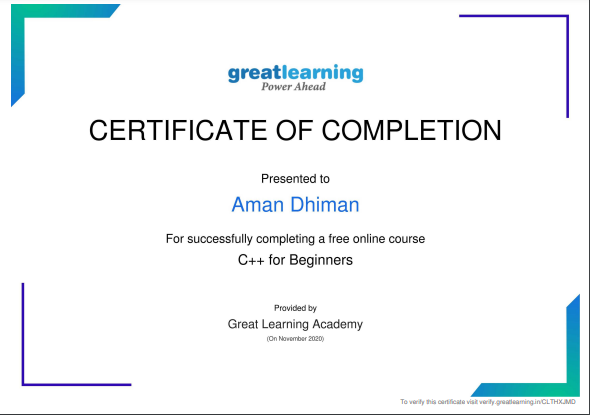 greatlearning
Power Ahead
CERTIFICATE OF COMPLETION
Presented to
Aman Dhiman
For successfully completing a free online course
C++ for Beginners
Provided by
Great Learning Academy
(On November 2020)
To verify this certificate visit verify.greatlearning.in/CLTHXJMD